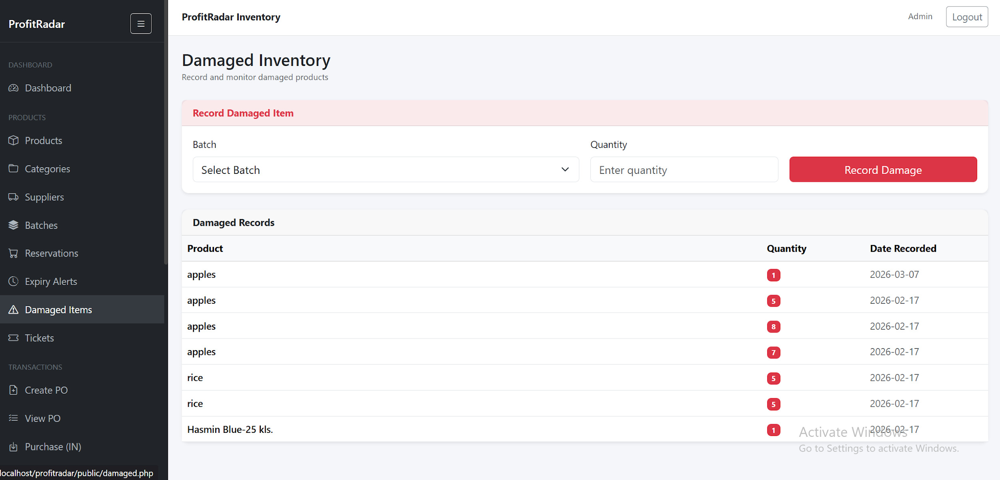 ProfitRadar
ProfitRadar Inventory
Admin
Logout
DASHBOARD
Dashboard
PRODUCTS
Products
Categories
Suppliers
Batches
Reservations
Expiry Alerts
Damaged Items
Tickets
TRANSACTIONS
Create PO
View PO
Purchase (IN)
localhost/profitradar/public/damaged.php
Damaged Inventory
Record and monitor damaged products
Record Damaged Item
Batch
Quantity
Select Batch
Enter quantity
Record Damage
Damaged Records
Product Quantity Date Recorded
apples 1 2026-03-07
apples 5 2026-02-17
apples 8 2026-02-17
apples 7 2026-02-17
rice 5 2026-02-17
rice 5 2026-02-17
Hasmin Blue-25 kls. 1 2026-02-17
Activate Windows
Go to Settings to activate Windows.